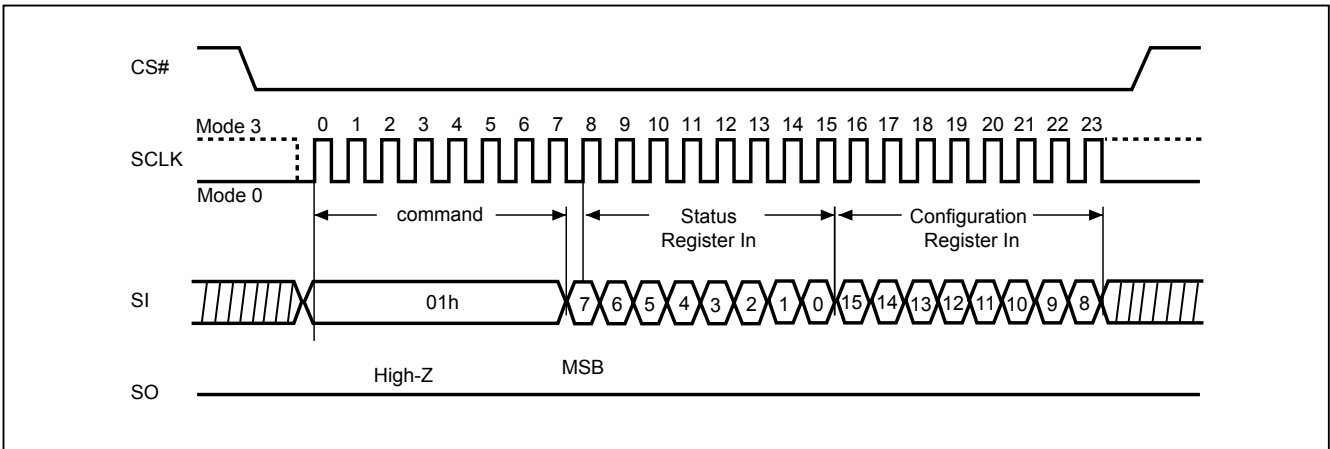 CS#
Mode 3 0 1 2 3 4 5 6 7 8 9 10 11 12 13 14 15 16 17 18 19 20 21 22 23
SCLK
Mode 0
command Status Configuration
Register In Register In
SI 01h 7 6 5 4 3 2 1 0 15 14 13 12 11 10 9 8
High-Z MSB
SO